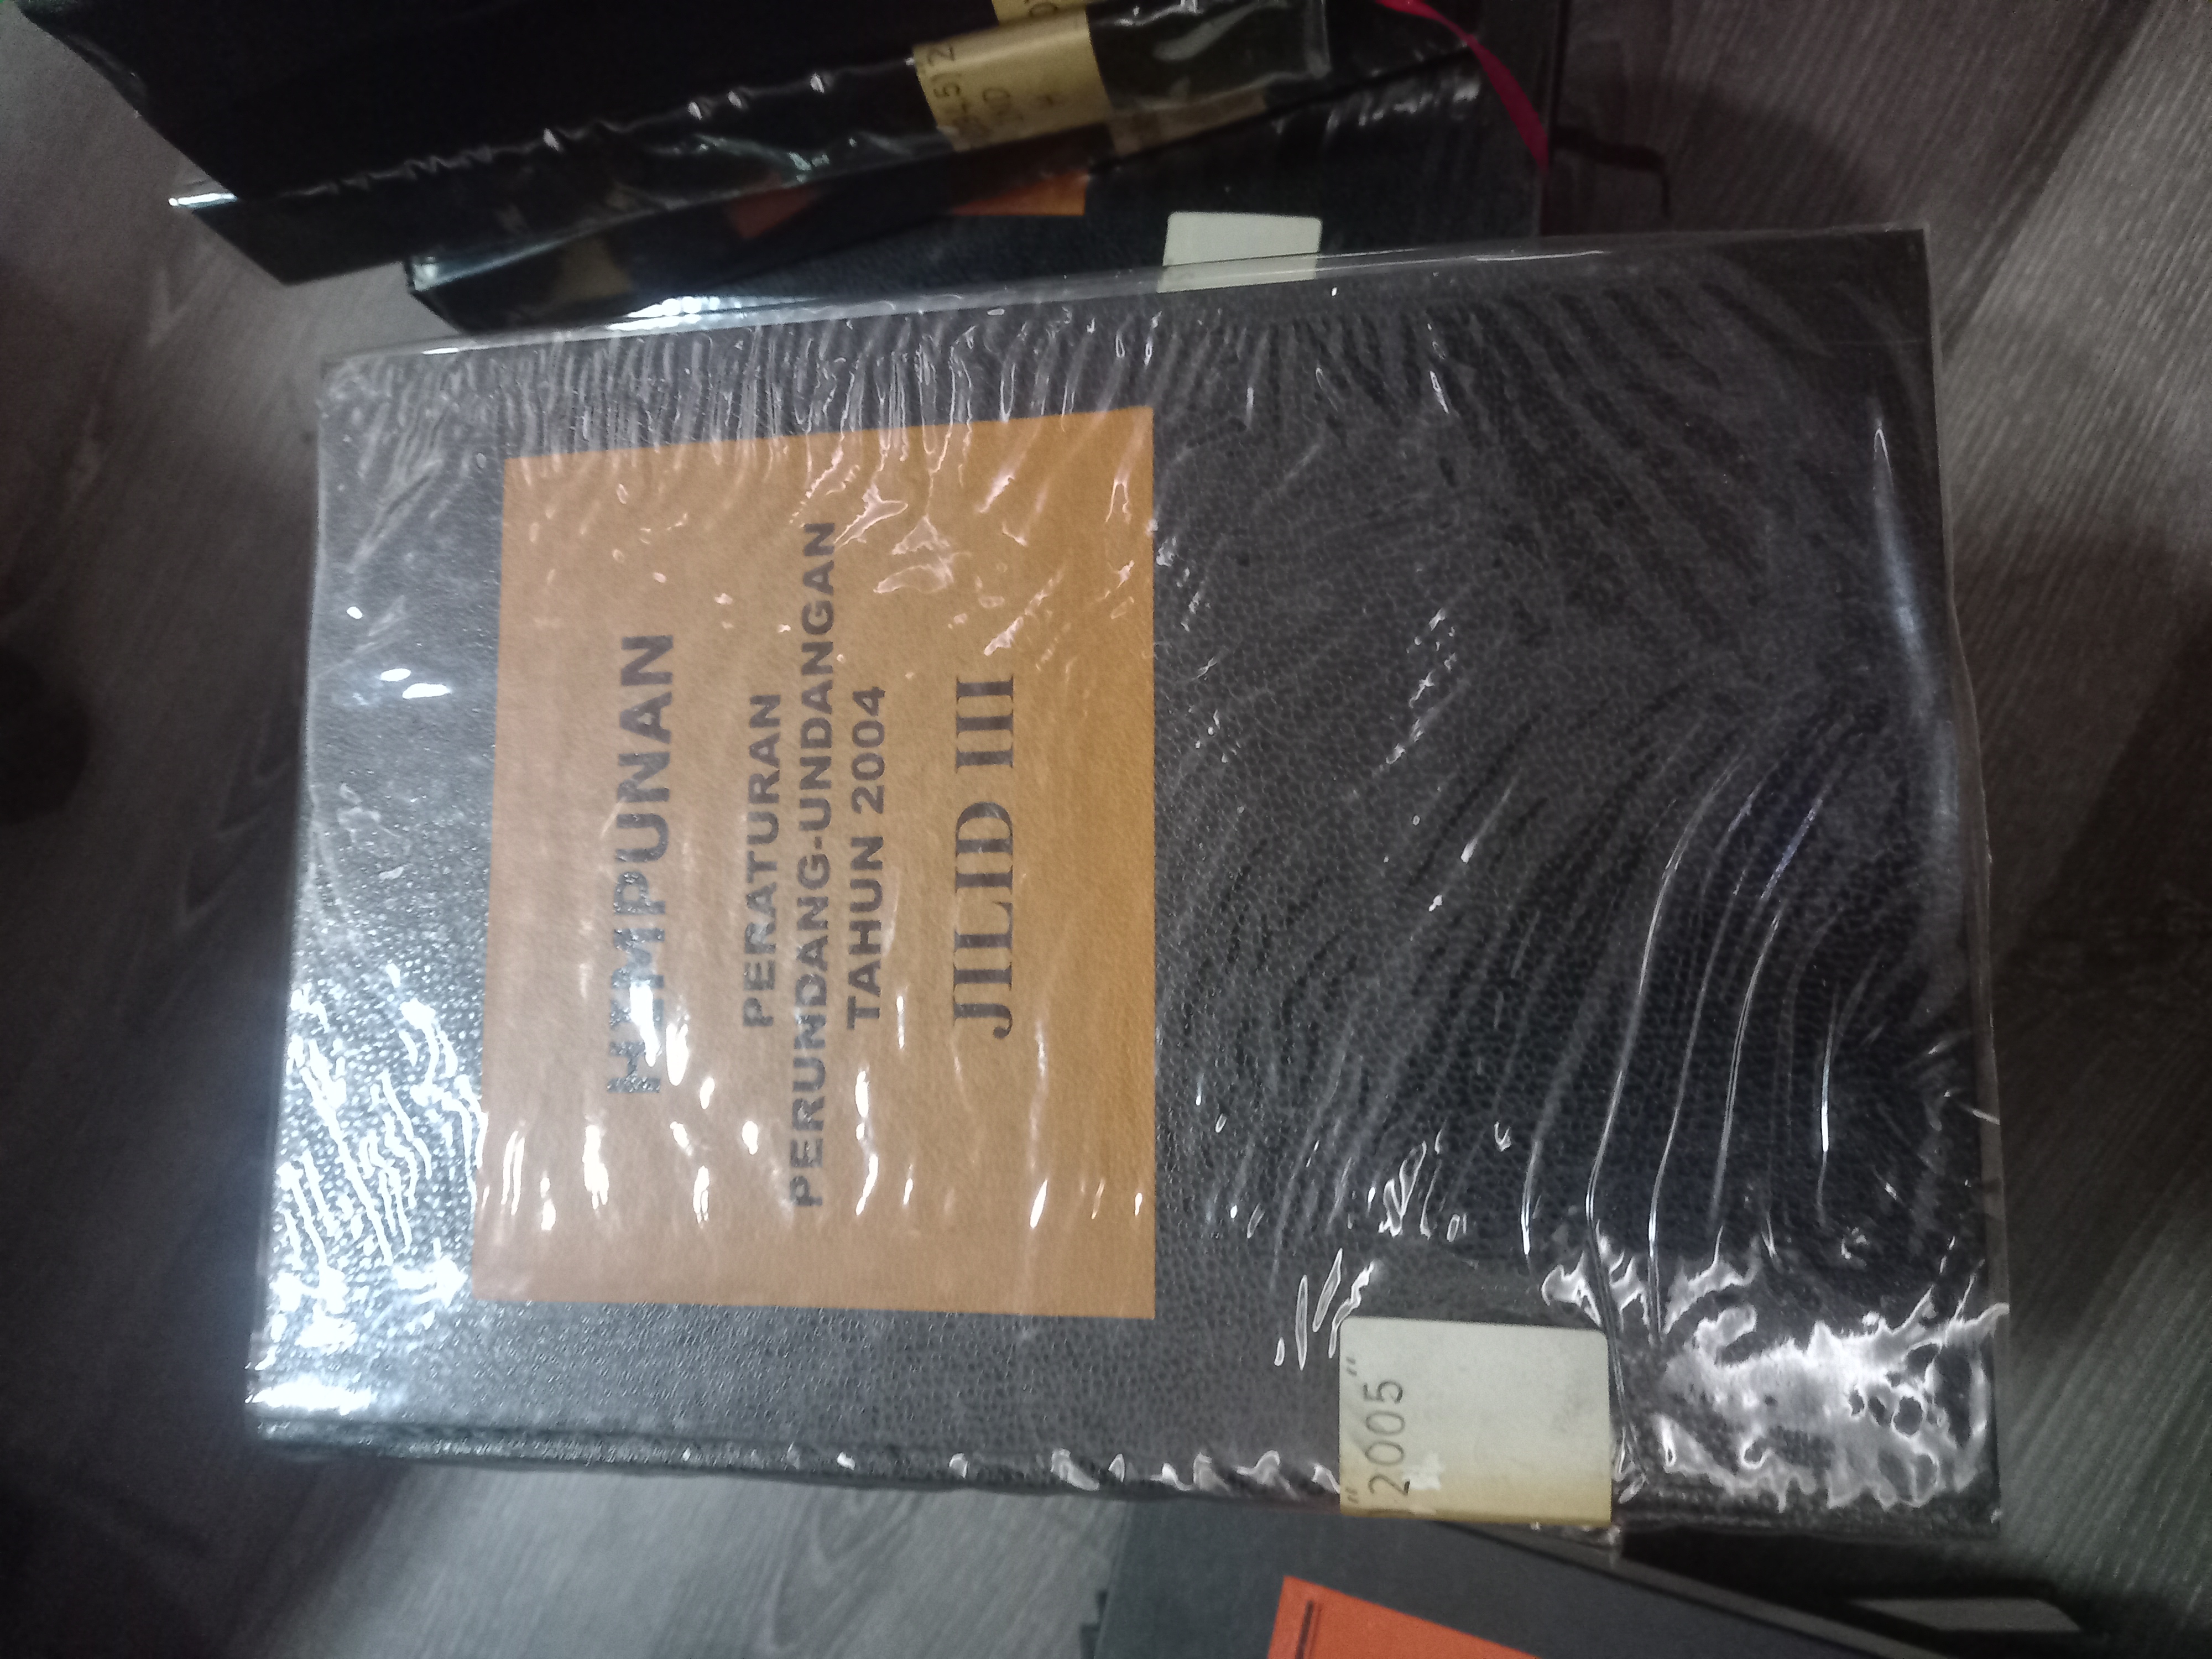 HIMPUNAN
PERATURAN
PERUNDANG-UNDANGAN
TAHUN 2004
JILID III
"2005"